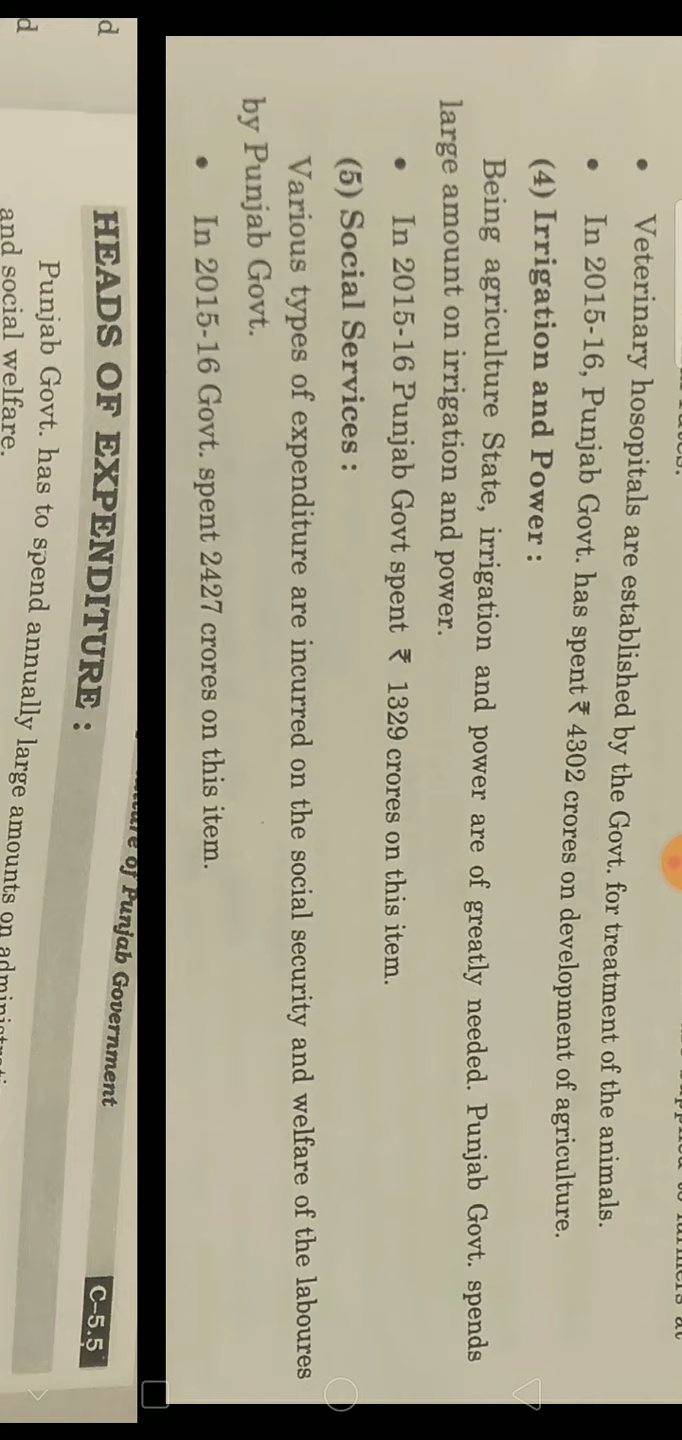 • Veterinary hosopitals are established by the Govt. for treatment of the animals.
• In 2015-16, Punjab Govt. has spent ₹ 4302 crores on development of agriculture.
(4) Irrigation and Power :
Being agriculture State, irrigation and power are of greatly needed. Punjab Govt. spends
large amount on irrigation and power.
• In 2015-16 Punjab Govt spent ₹ 1329 crores on this item.
(5) Social Services :
Various types of expenditure are incurred on the social security and welfare of the laboures
by Punjab Govt.
• In 2015-16 Govt. spent 2427 crores on this item.
of Punjab Government C-5.5
HEADS OF EXPENDITURE :
Punjab Govt. has to spend annually large amounts on
and social welfare.